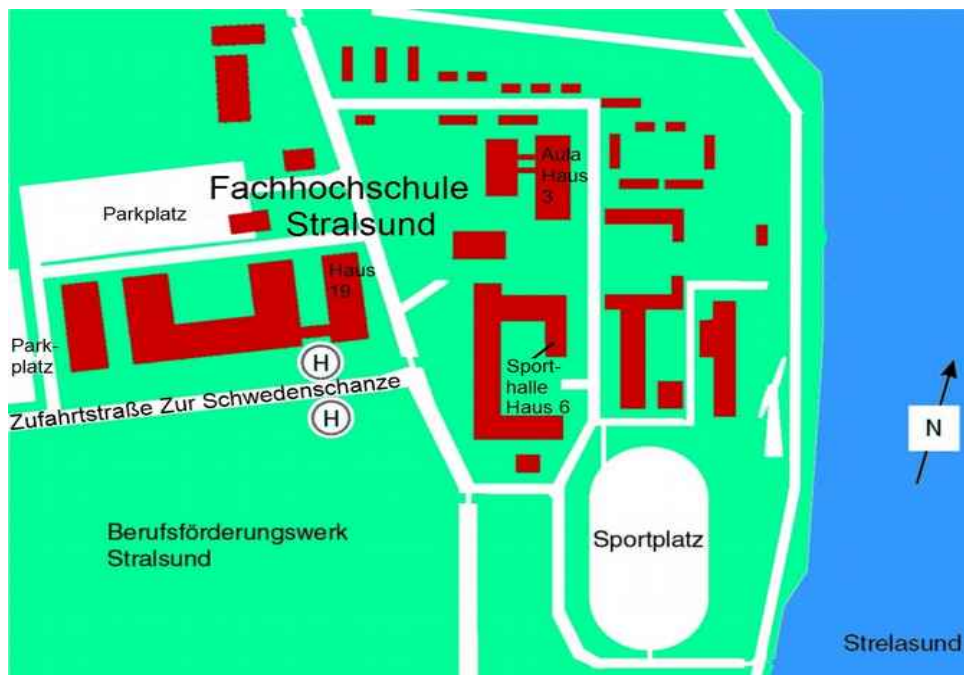 Aula
Haus
3
Fachhochschule
Stralsund
Parkplatz
Haus
19
Park-
platz
H
H
Zufahrtstraße Zur Schwedenschanze
Sport-
halle
Haus 6
N
Berufsförderungswerk
Stralsund
Sportplatz
Strelasund